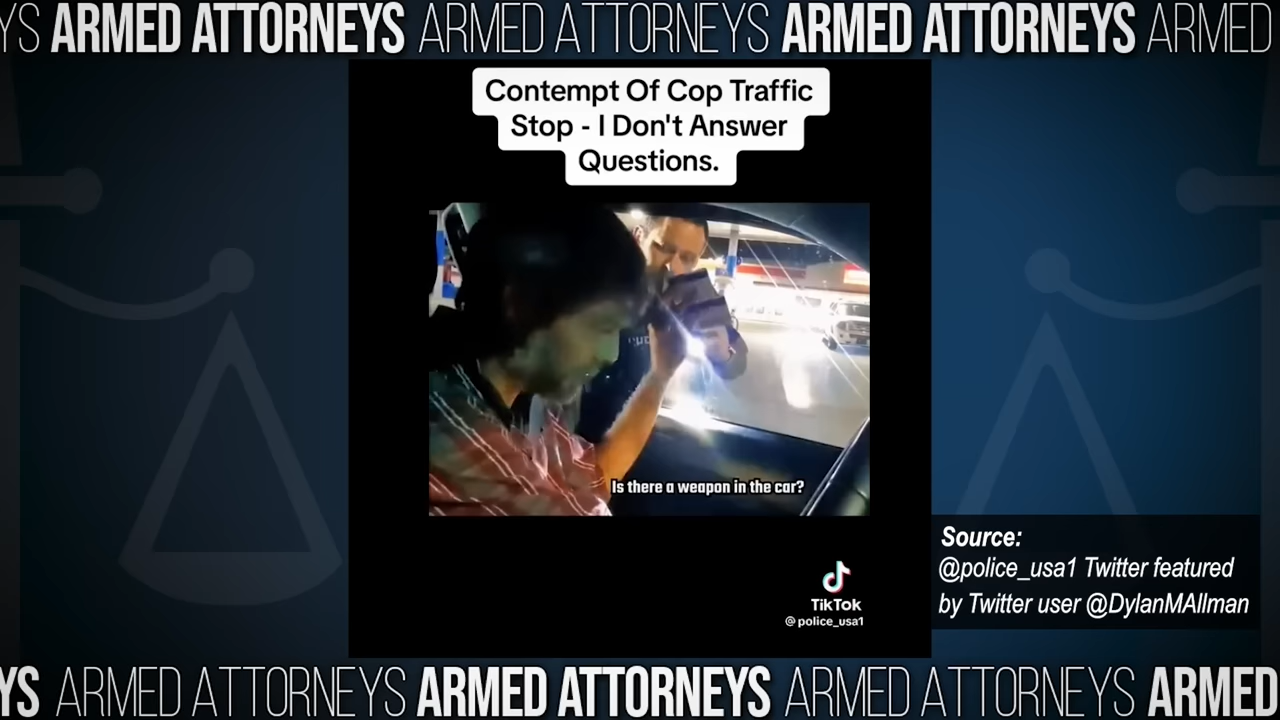 YS ARMED ATTORNEYS ARMED ATTORNEYS ARMED ATTORNEYS ARMED
Contempt Of Cop Traffic
Stop - I Don't Answer
Questions.
Is there a weapon in the car?
Source:
@police_usa1 Twitter featured
by Twitter user @DylanMAllman
TikTok
@police_usa1
YS ARMED ATTORNEYS ARMED ATTORNEYS ARMED ATTORNEYS ARMED